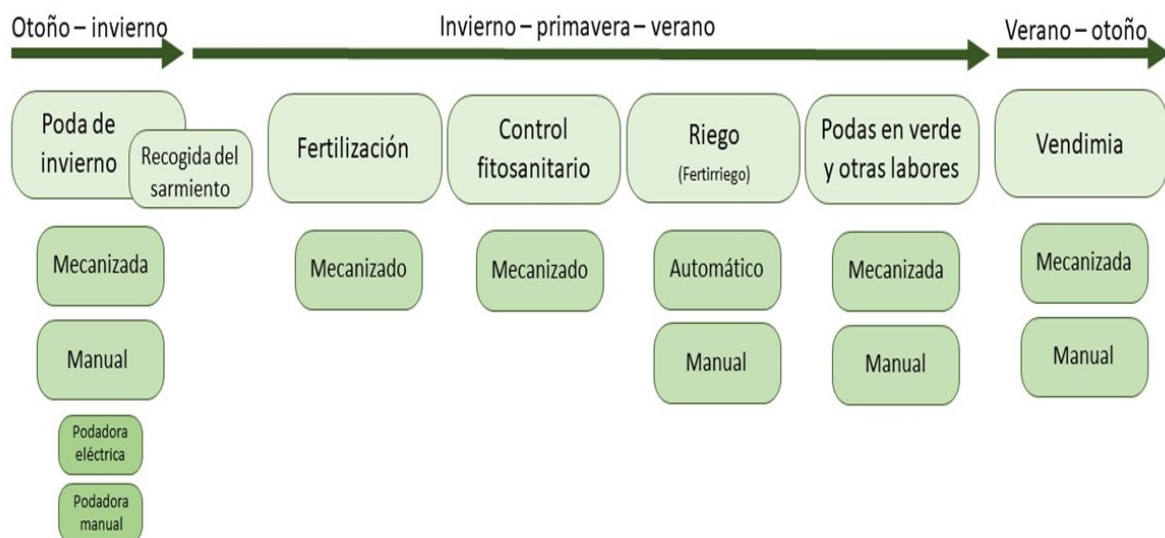 Otoño – invierno
Invierno – primavera – verano
Verano – otoño
Poda de
invierno
Recogida del
sarmiento
Fertilización
Control
fitosanitario
Riego
(Fertirriego)
Podas en verde
y otras labores
Vendimia
Mecanizada
Manual
Podadora
eléctrica
Podadora
manual
Mecanizado
Mecanizado
Automático
Manual
Mecanizada
Manual
Mecanizada
Manual